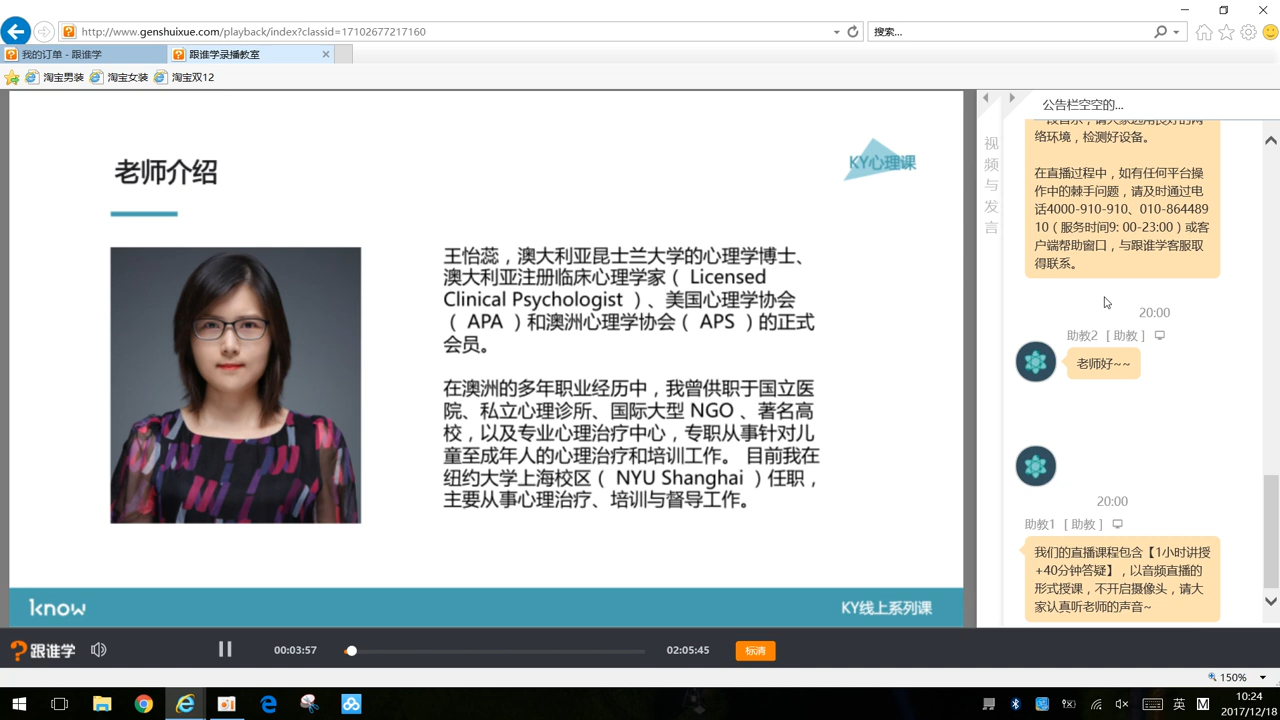 http://www.genshuixue.com/playback/index?classid=17102677217160
搜索...
我的订单 - 跟谁学
跟谁学录播教室
淘宝男装
淘宝女装
淘宝双12
老师介绍
KY心理课
王怡蕊，澳大利亚昆士兰大学的心理学博士、
澳大利亚注册临床心理学家（ Licensed
Clinical Psychologist ）、美国心理学协会
（ APA ）和澳洲心理学协会（ APS ）的正式
会员。
在澳洲的多年职业经历中，我曾供职于国立医
院、私立心理诊所、国际大型 NGO 、著名高
校，以及专业心理治疗中心，专职从事针对儿
童至成年人的心理治疗和培训工作。 目前我在
纽约大学上海校区（ NYU Shanghai ）任职，
主要从事心理治疗、培训与督导工作。
know
KY线上系列课
视频与发言
公告栏空空的...
络环境，检测好设备。
在直播过程中，如有任何平台操
作中的棘手问题，请及时通过电
话4000-910-910、010-864489
10（服务时间9: 00-23:00）或客
户端帮助窗口，与跟谁学客服取
得联系。
20:00
助教2 [ 助教 ]
老师好~~
20:00
助教1 [ 助教 ]
我们的直播课程包含【1小时讲授
+40分钟答疑】，以音频直播的
形式授课，不开启摄像头，请大
家认真听老师的声音~
跟谁学
00:03:57
02:05:45
标清
150%
英
M
10:24
2017/12/18